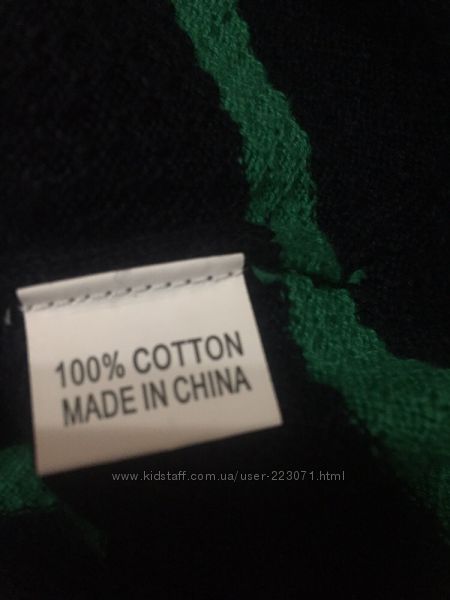 100% COTTON
MADE IN CHINA
www.kidstaff.com.ua/user-223071.html